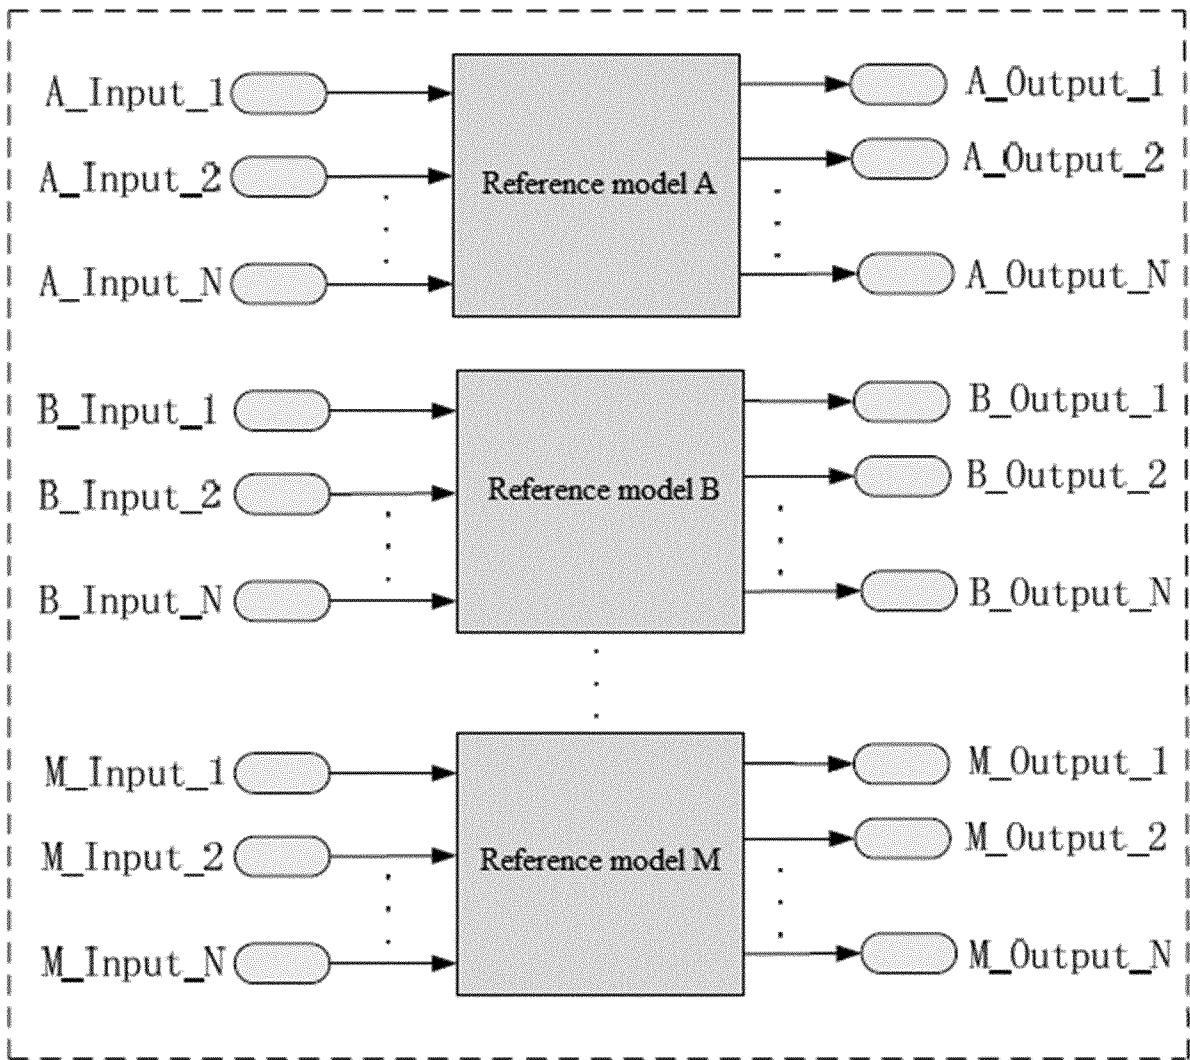 A_Input_1
A_Input_2
A_Input_N
Reference model A
A_Output_1
A_Output_2
A_Output_N
B_Input_1
B_Input_2
B_Input_N
Reference model B
B_Output_1
B_Output_2
B_Output_N
M_Input_1
M_Input_2
M_Input_N
Reference model M
M_Output_1
M_Output_2
M_Output_N